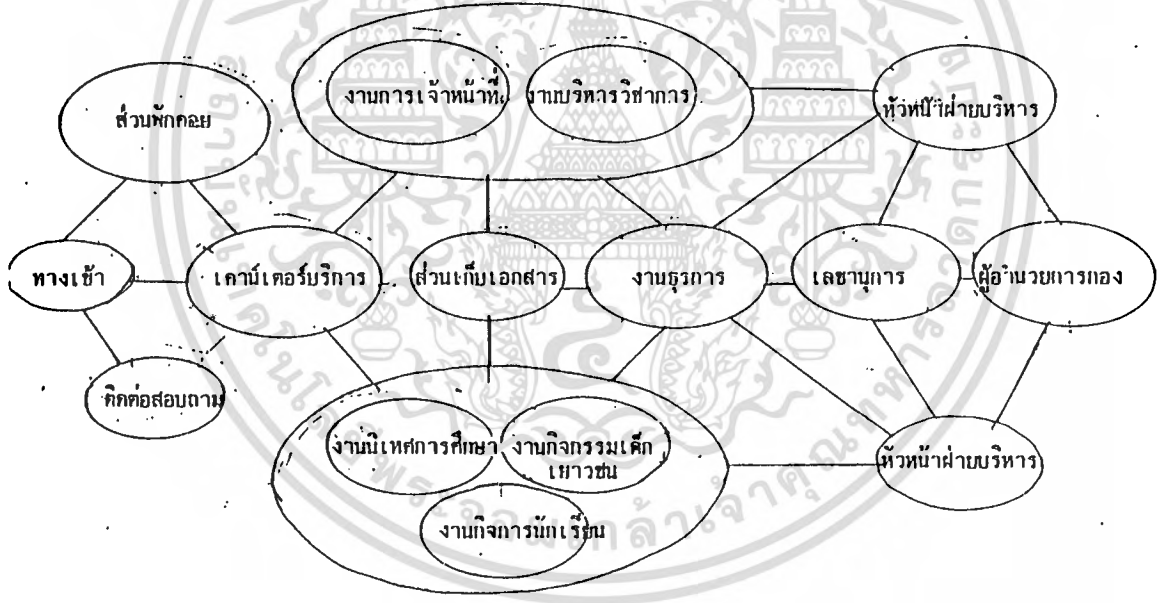 งานการเจ้าหน้าที่
งานบริหารวิชาการ
หัวหน้าฝ่ายบริหาร
ส่วนพักคอย
ทางเข้า
เคาน์เตอร์บริการ
ส่วนเก็บเอกสาร
งานธุรการ
เลขานุการ
ผู้อำนวยการกอง
ติดต่อสอบถาม
งานนิเทศการศึกษา
งานกิจกรรมเด็ก
เยาวชน
หัวหน้าฝ่ายบริหาร
งานกิจการนักเรียน